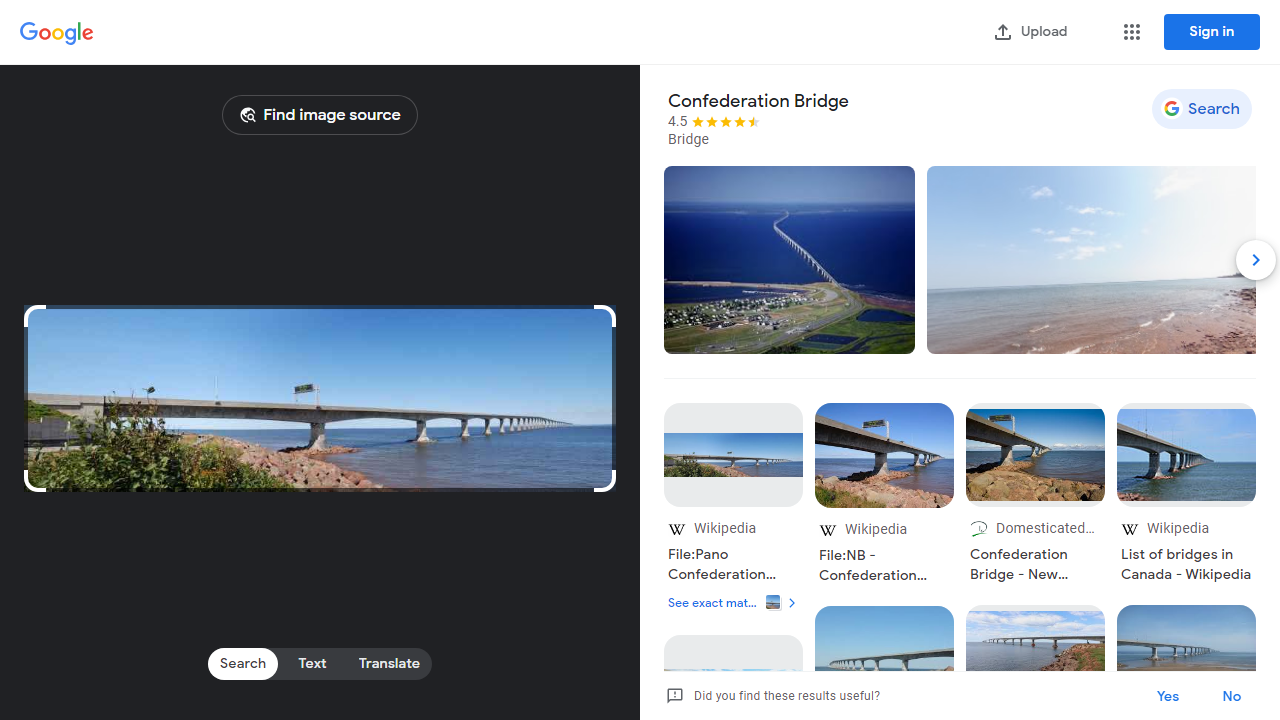 Google
Upload
Sign in
Find image source
Confederation Bridge
4.5
Bridge
Search
Wikipedia
File:Pano
Confederation...
See exact mat...
Wikipedia
File:NB -
Confederation...
Domesticated...
Confederation
Bridge - New...
Wikipedia
List of bridges in
Canada - Wikipedia
Search
Text
Translate
Did you find these results useful?
Yes
No